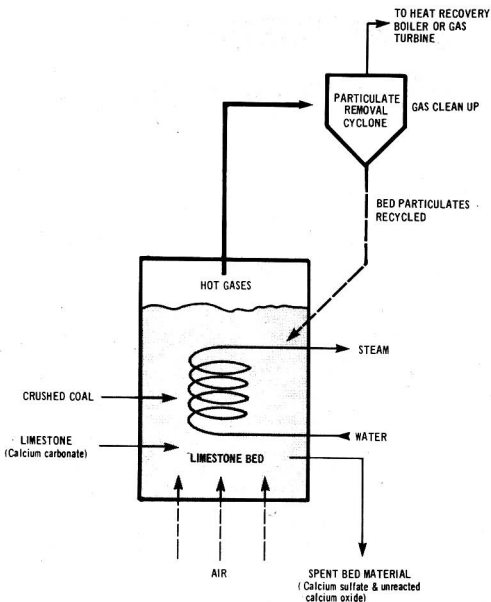 TO HEAT RECOVERY
BOILER OR GAS
TURBINE
PARTICULATE
REMOVAL
CYCLONE
GAS CLEAN UP
BED PARTICULATES
RECYCLED
HOT GASES
STEAM
CRUSHED COAL
WATER
LIMESTONE
(Calcium carbonate)
LIMESTONE BED
AIR
SPENT BED MATERIAL
(Calcium sulfate & unreacted
calcium oxide)